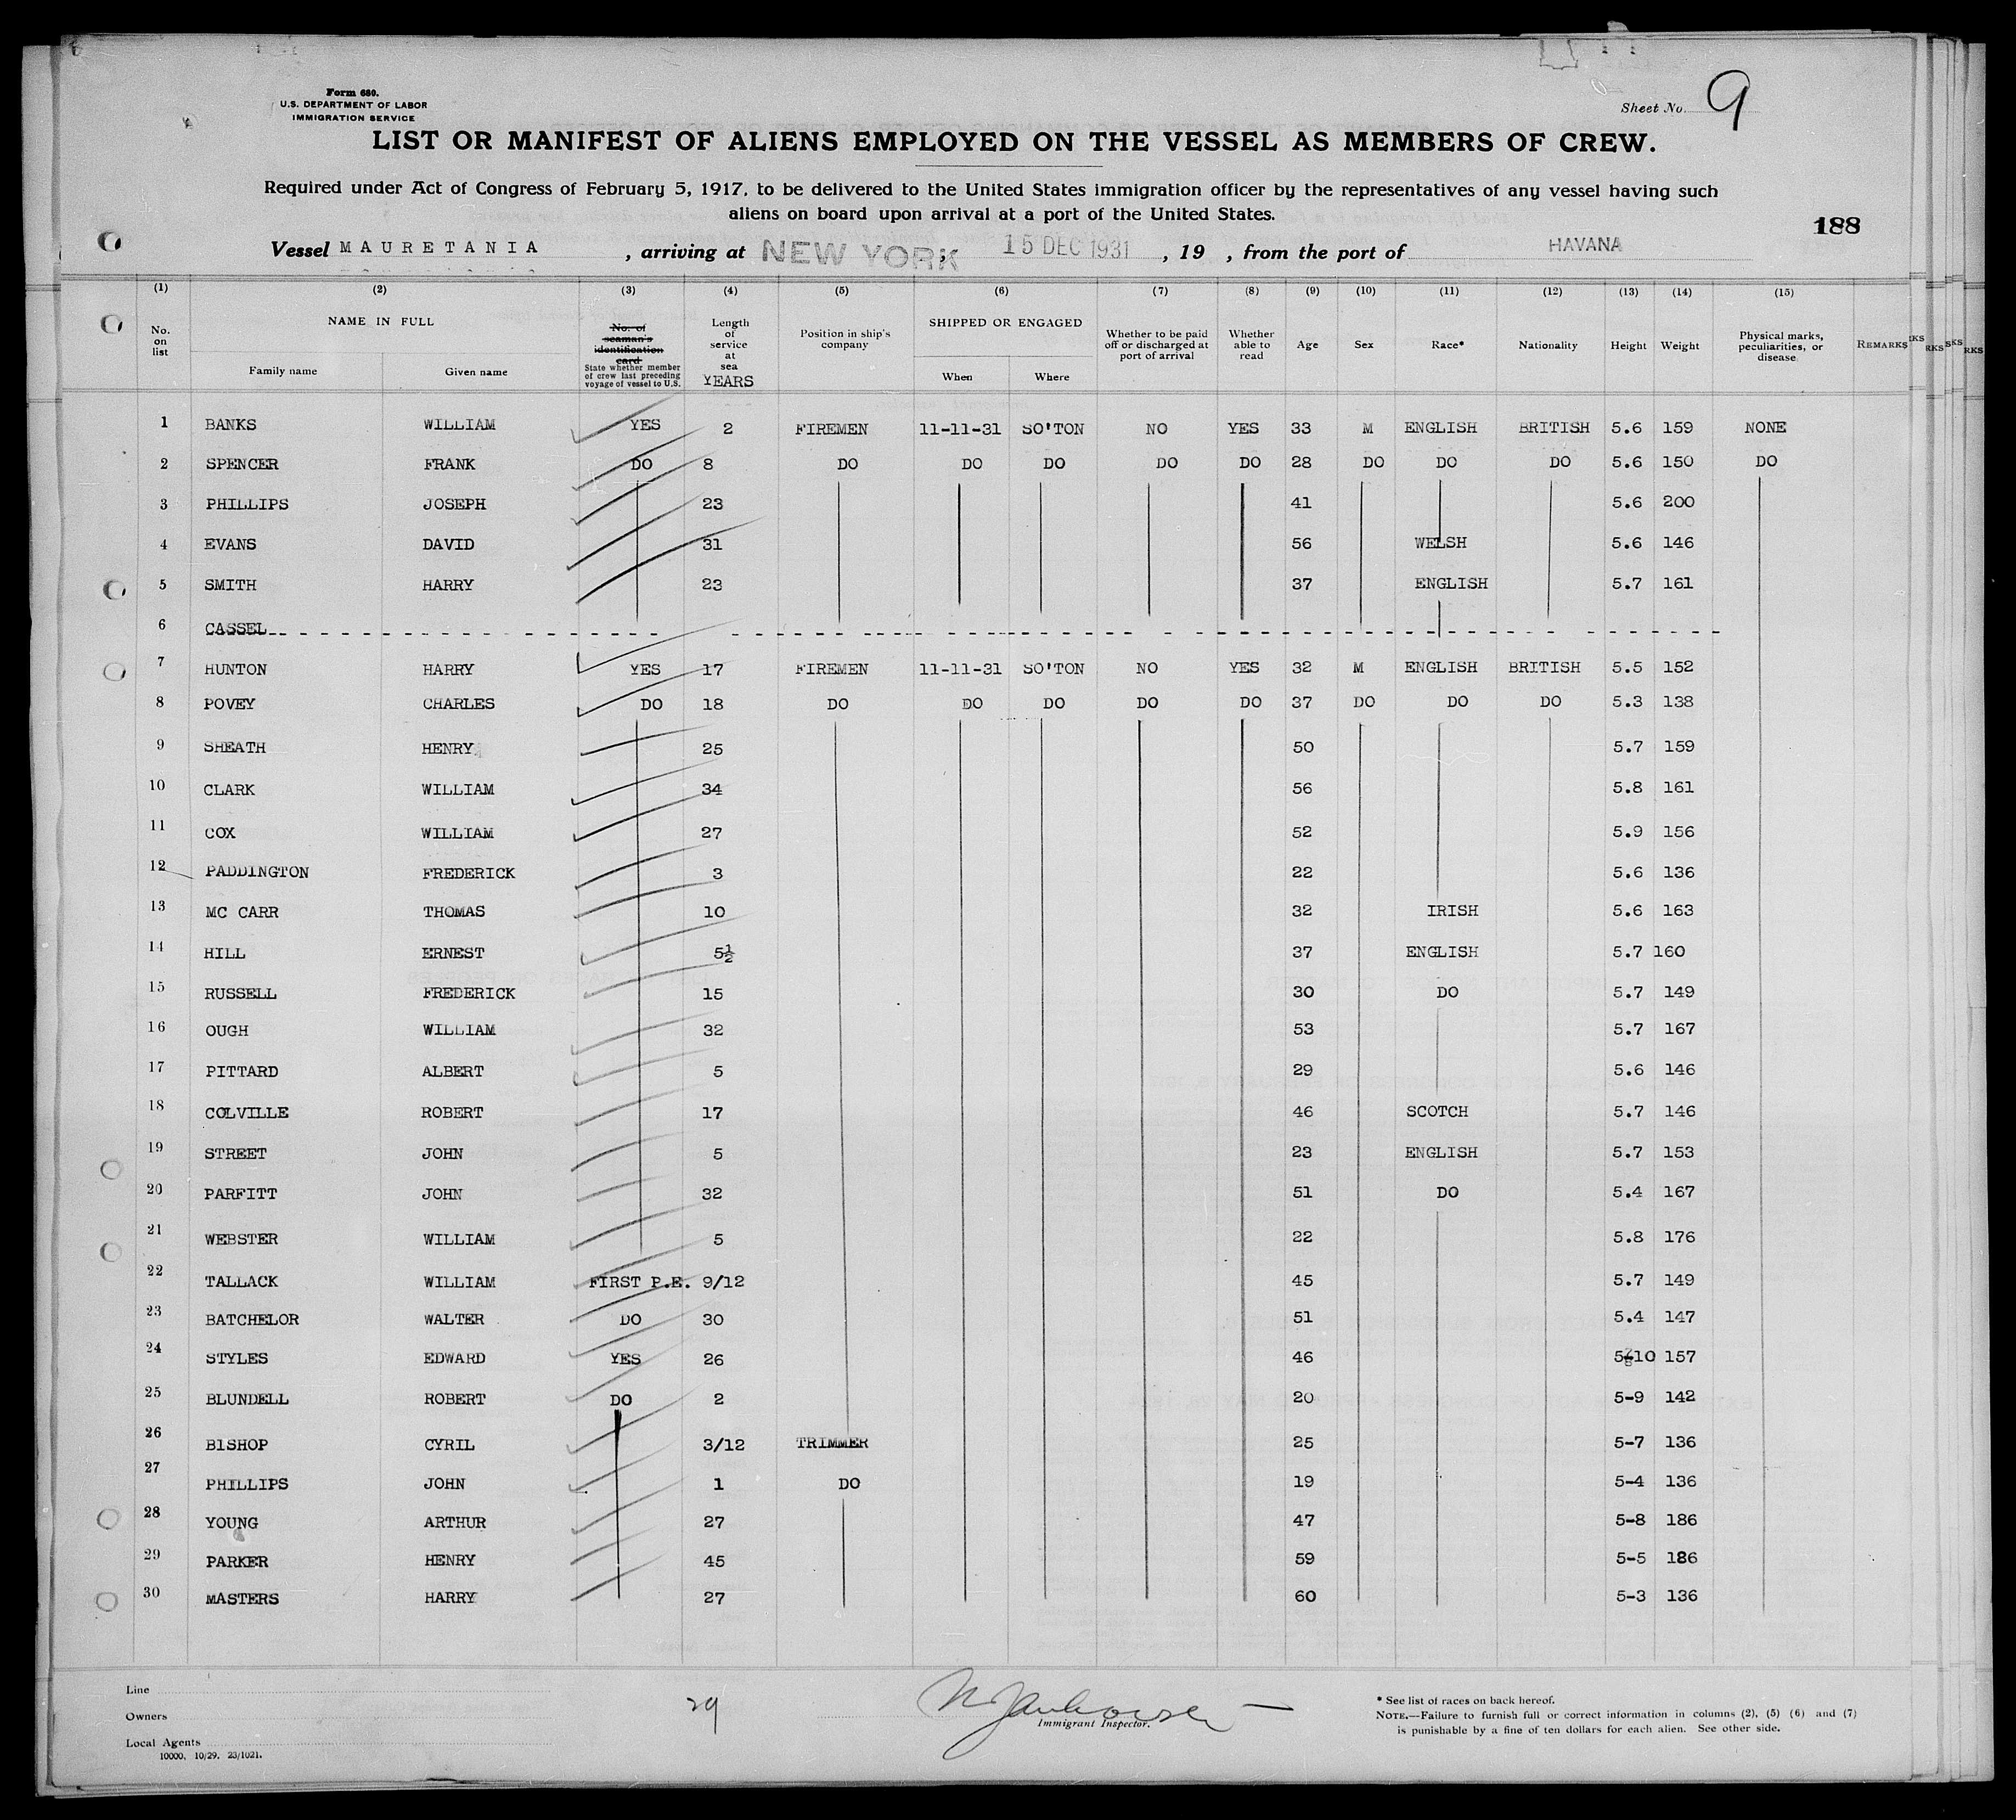 Form 680.
U.S. DEPARTMENT OF LABOR
IMMIGRATION SERVICE
Sheet No. 9
LIST OR MANIFEST OF ALIENS EMPLOYED ON THE VESSEL AS MEMBERS OF CREW.
Required under Act of Congress of February 5, 1917, to be delivered to the United States immigration officer by the representatives of any vessel having such
aliens on board upon arrival at a port of the United States.
188
Vessel MAURETANIA, arriving at NEW YORK, 15 DEC 1931, 19 , from the port of HAVANA
(1) (2) (3) (4) (5) (6) (7) (8) (9) (10) (11) (12) (13) (14) (15)
No. on list NAME IN FULL Family name Given name No. of seaman's identification card State whether member of crew last preceding voyage of vessel to U.S. Length of service at sea YEARS Position in ship's company SHIPPED OR ENGAGED When Where Whether to be paid off or discharged at port of arrival Whether able to read Age Sex Race* Nationality Height Weight Physical marks, peculiarities, or disease REMARKS
1 BANKS WILLIAM YES 2 FIREMEN 11-11-31 SO'TON NO YES 33 M ENGLISH BRITISH 5.6 159 NONE
2 SPENCER FRANK DO 8 DO DO DO DO DO 28 DO DO DO 5.6 150 DO
3 PHILLIPS JOSEPH 23 41 5.6 200
4 EVANS DAVID 31 56 WELSH 5.6 146
5 SMITH HARRY 23 37 ENGLISH 5.7 161
6 CASSEL
7 HUNTON HARRY YES 17 FIREMEN 11-11-31 SO'TON NO YES 32 M ENGLISH BRITISH 5.5 152
8 POVEY CHARLES DO 18 DO DO DO DO DO 37 DO DO DO 5.3 138
9 SHEATH HENRY 25 50 5.7 159
10 CLARK WILLIAM 34 56 5.8 161
11 COX WILLIAM 27 52 5.9 156
12 PADDINGTON FREDERICK 3 22 5.6 136
13 MC CARR THOMAS 10 32 IRISH 5.6 163
14 HILL ERNEST 5½ 37 ENGLISH 5.7 160
15 RUSSELL FREDERICK 15 30 DO 5.7 149
16 OUGH WILLIAM 32 53 5.7 167
17 PITTARD ALBERT 5 29 5.6 146
18 COLVILLE ROBERT 17 46 SCOTCH 5.7 146
19 STREET JOHN 5 23 ENGLISH 5.7 153
20 PARFITT JOHN 32 51 DO 5.4 167
21 WEBSTER WILLIAM 5 22 5.8 176
22 TALLACK WILLIAM FIRST P.E. 9/12 45 5.7 149
23 BATCHELOR WALTER DO 30 51 5.4 147
24 STYLES EDWARD YES 26 46 5-10 157
25 BLUNDELL ROBERT DO 2 20 5-9 142
26 BISHOP CYRIL 3/12 TRIMMER 25 5-7 136
27 PHILLIPS JOHN 1 DO 19 5-4 136
28 YOUNG ARTHUR 27 47 5-8 186
29 PARKER HENRY 45 59 5-5 186
30 MASTERS HARRY 27 60 5-3 136
Line
Owners
Local Agents
10000, 10/29. 23/1021.
29
Immigrant Inspector.
* See list of races on back hereof.
NOTE.—Failure to furnish full or correct information in columns (2), (5) (6) and (7)
is punishable by a fine of ten dollars for each alien. See other side.